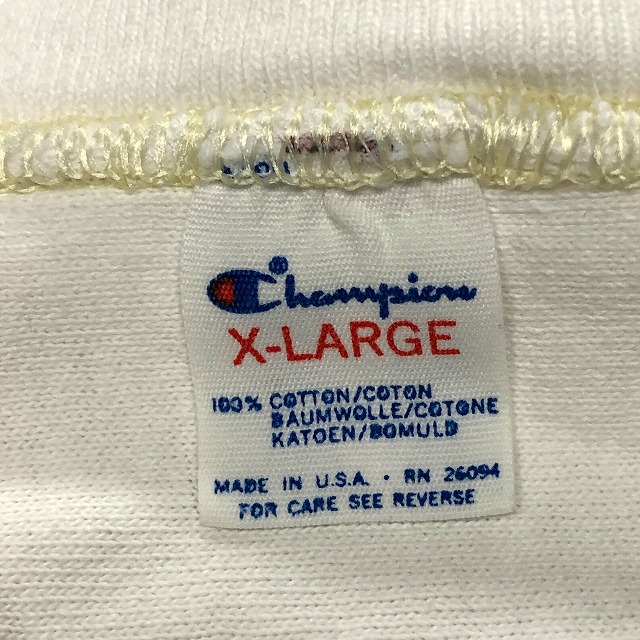 Champion
X-LARGE
100% COTTON/COTON
BAUMWOLLE/COTONE
KATOEN/BOMULD
MADE IN U.S.A. · RN 26094
FOR CARE SEE REVERSE